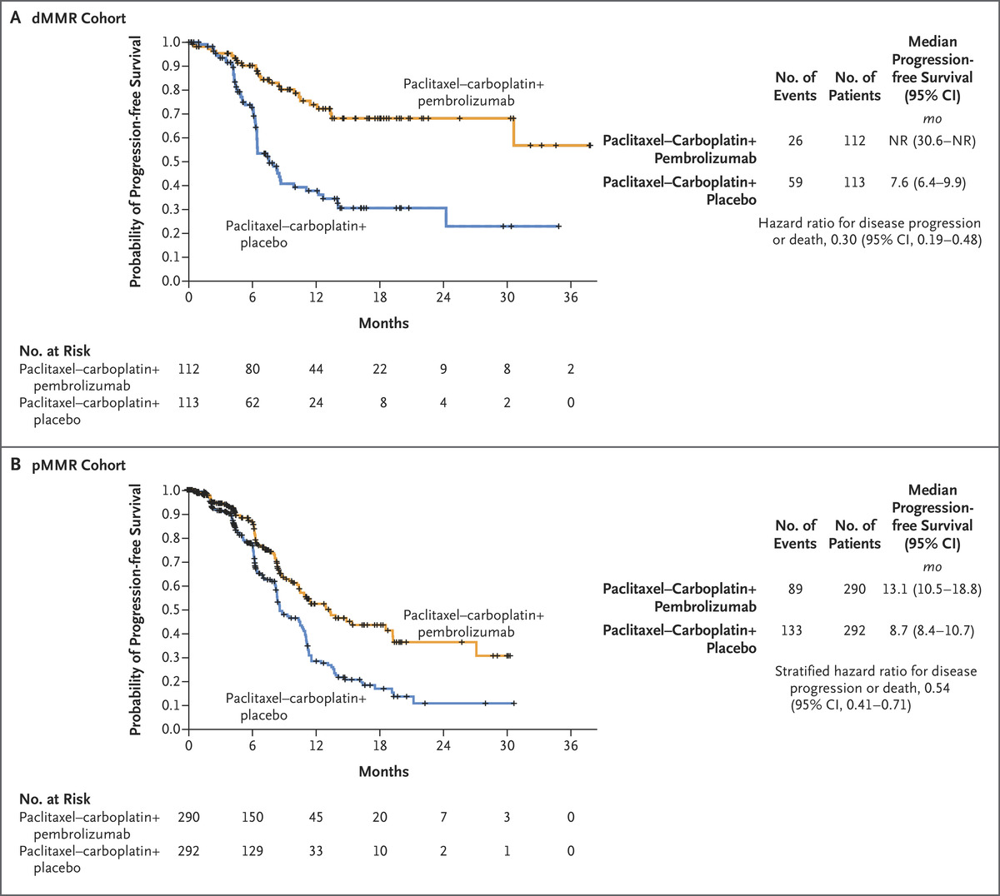 A dMMR Cohort
Probability of Progression-free Survival
1.0
0.9
0.8
0.7
0.6
0.5
0.4
0.3
0.2
0.1
0.0
0 6 12 18 24 30 36
Months
Paclitaxel–carboplatin+
pembrolizumab
Paclitaxel–carboplatin+
placebo
No. of
Events
No. of
Patients
Median
Progression-
free Survival
(95% CI)
mo
Paclitaxel–Carboplatin+
Pembrolizumab
26 112 NR (30.6–NR)
Paclitaxel–Carboplatin+
Placebo
59 113 7.6 (6.4–9.9)
Hazard ratio for disease progression
or death, 0.30 (95% CI, 0.19–0.48)
No. at Risk
Paclitaxel–carboplatin+
pembrolizumab
112 80 44 22 9 8 2
Paclitaxel–carboplatin+
placebo
113 62 24 8 4 2 0
B pMMR Cohort
Probability of Progression-free Survival
1.0
0.9
0.8
0.7
0.6
0.5
0.4
0.3
0.2
0.1
0.0
0 6 12 18 24 30 36
Months
Paclitaxel–carboplatin+
pembrolizumab
Paclitaxel–carboplatin+
placebo
No. of
Events
No. of
Patients
Median
Progression-
free Survival
(95% CI)
mo
Paclitaxel–Carboplatin+
Pembrolizumab
89 290 13.1 (10.5–18.8)
Paclitaxel–Carboplatin+
Placebo
133 292 8.7 (8.4–10.7)
Stratified hazard ratio for disease
progression or death, 0.54
(95% CI, 0.41–0.71)
No. at Risk
Paclitaxel–carboplatin+
pembrolizumab
290 150 45 20 7 3 0
Paclitaxel–carboplatin+
placebo
292 129 33 10 2 1 0